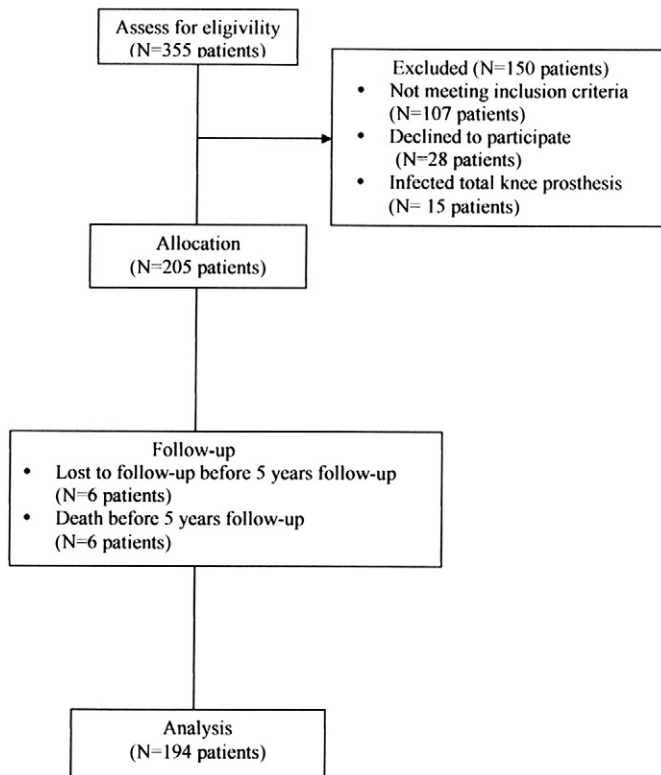 Assess for eligivility
(N=355 patients)
Excluded (N=150 patients)
• Not meeting inclusion criteria
(N=107 patients)
• Declined to participate
(N=28 patients)
• Infected total knee prosthesis
(N= 15 patients)
Allocation
(N=205 patients)
Follow-up
• Lost to follow-up before 5 years follow-up
(N=6 patients)
• Death before 5 years follow-up
(N=6 patients)
Analysis
(N=194 patients)